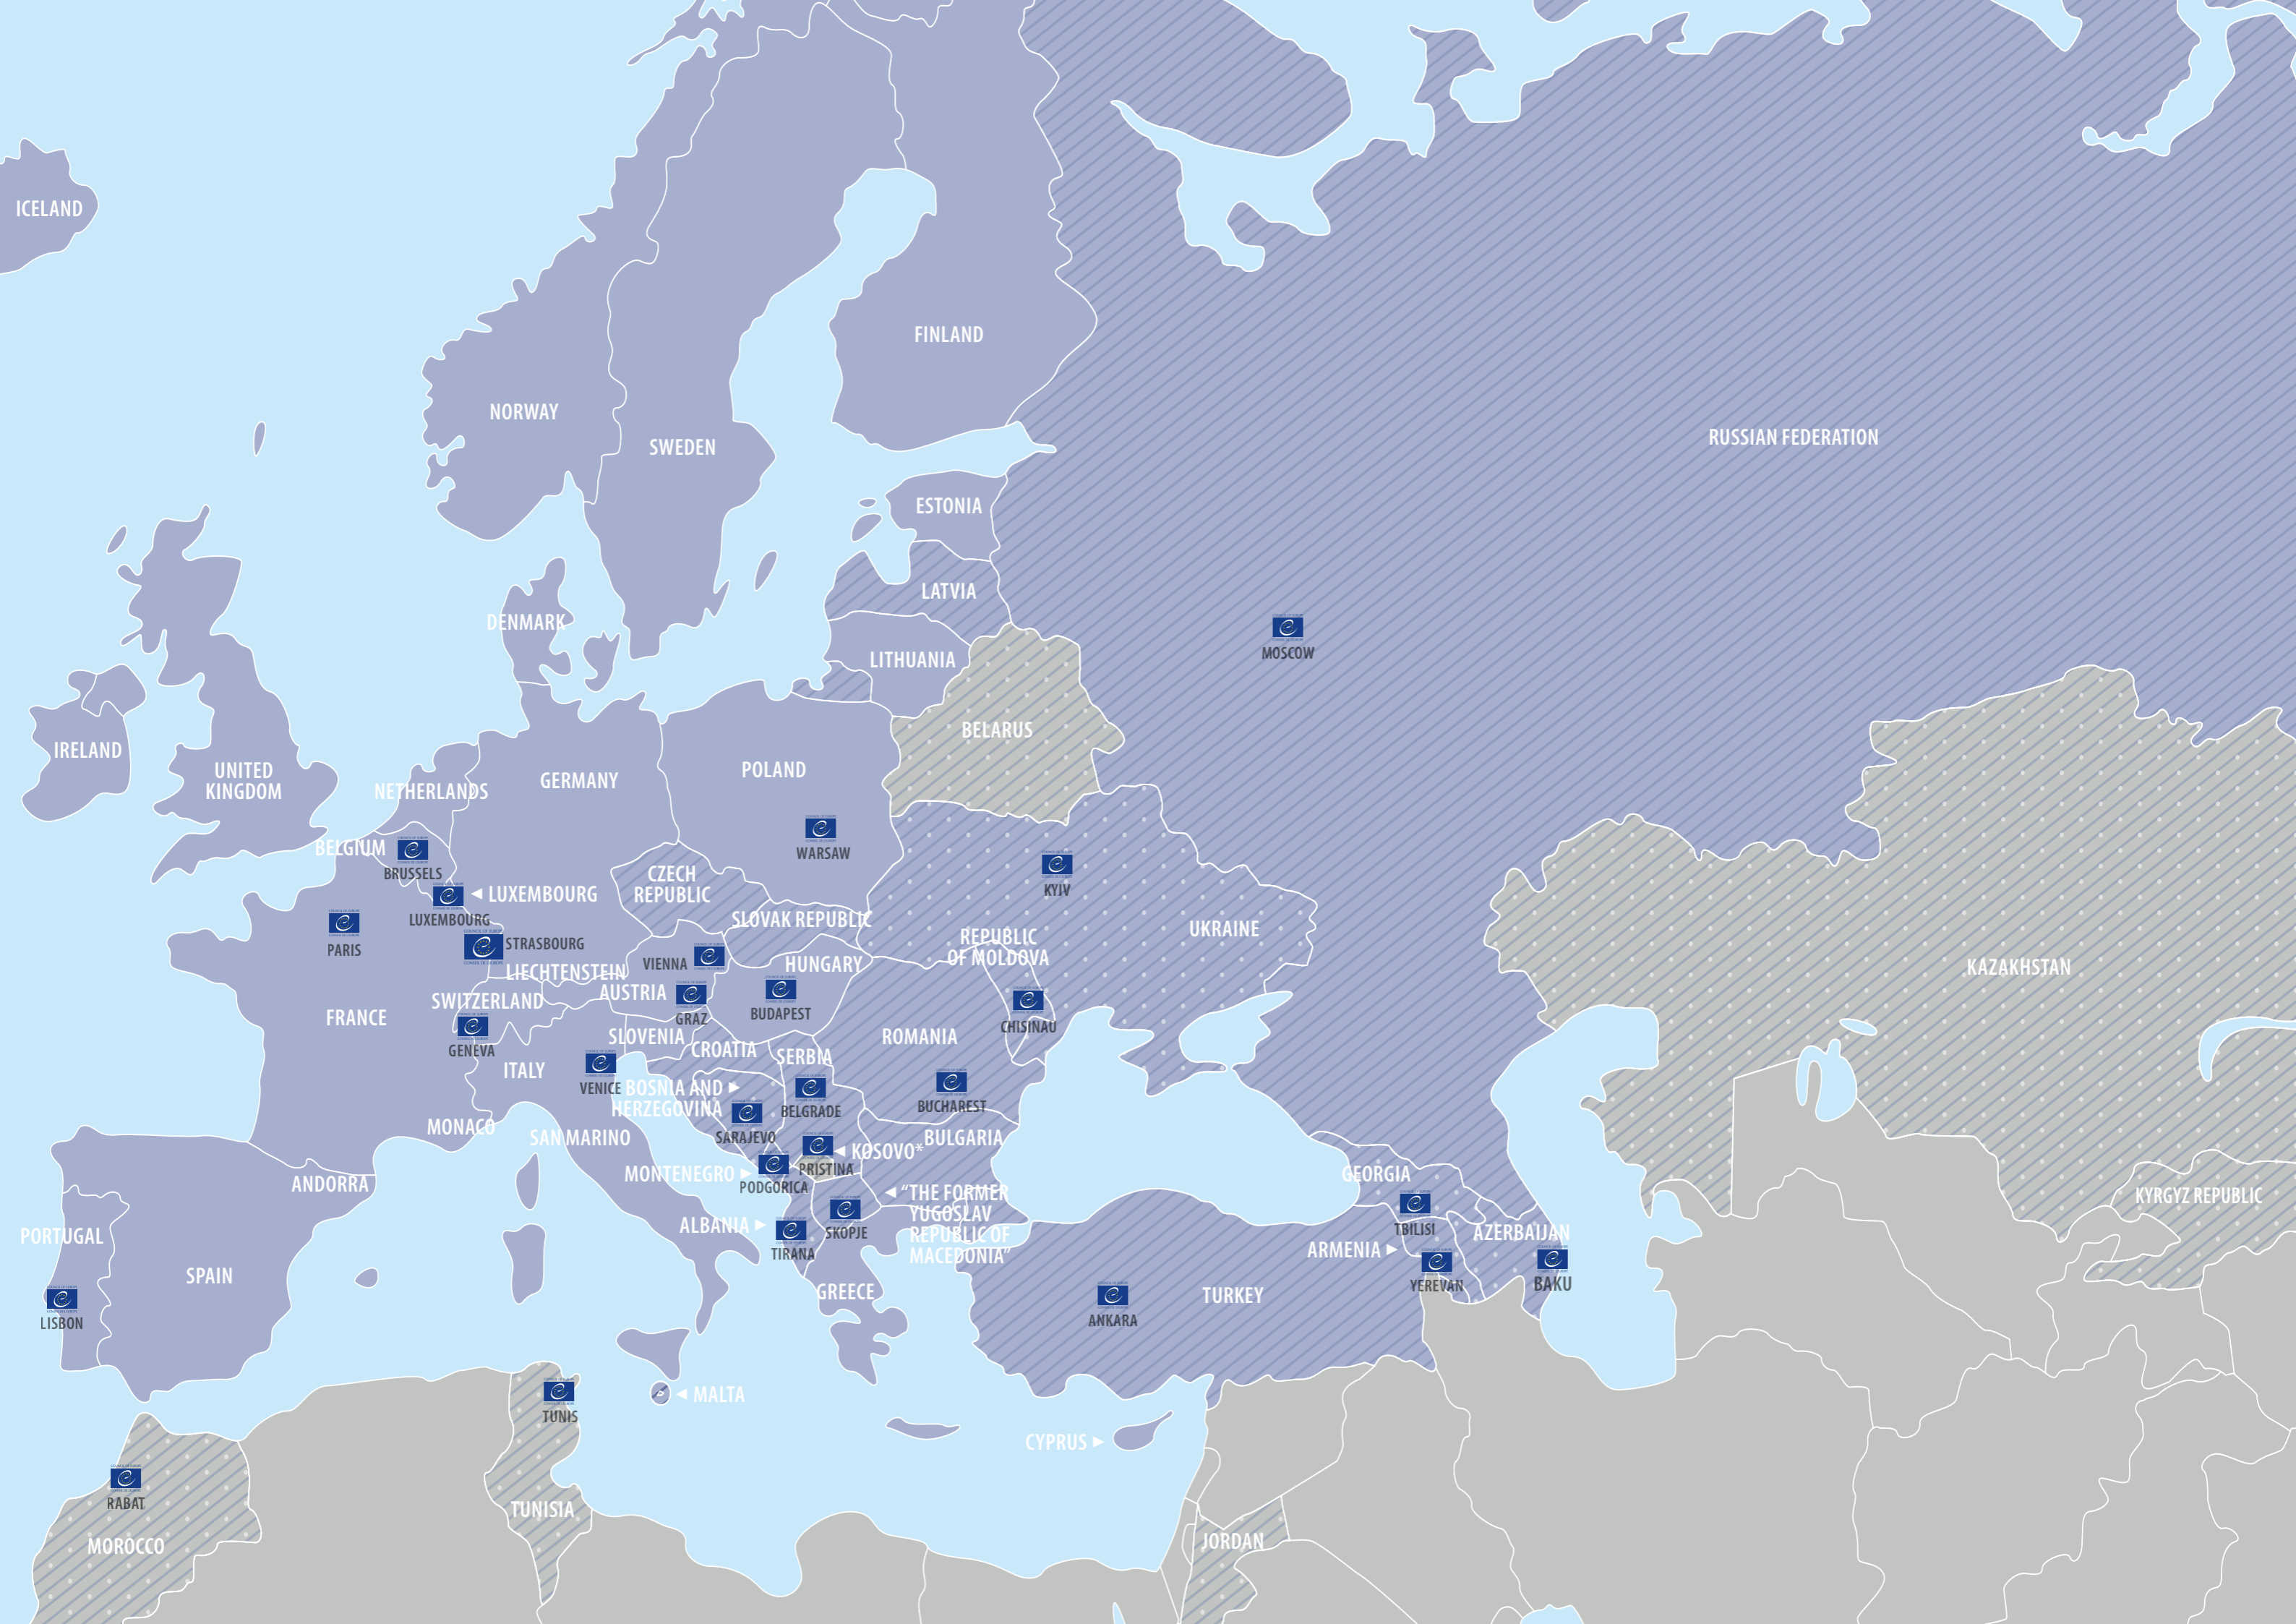 ICELAND
FINLAND
NORWAY
RUSSIAN FEDERATION
SWEDEN
ESTONIA
LATVIA
DENMARK
MOSCOW
LITHUANIA
BELARUS
IRELAND
UNITED
KINGDOM
NETHERLANDS
GERMANY
POLAND
BELGIUM
BRUSSELS
WARSAW
CZECH
REPUBLIC
KYIV
LUXEMBOURG
LUXEMBOURG
SLOVAK REPUBLIC
UKRAINE
PARIS
STRASBOURG
REPUBLIC
OF MOLDOVA
VIENNA
HUNGARY
LIECHTENSTEIN
KAZAKHSTAN
AUSTRIA
SWITZERLAND
FRANCE
GRAZ
BUDAPEST
CHISINAU
SLOVENIA
ROMANIA
GENEVA
CROATIA
SERBIA
ITALY
VENICE
BOSNIA AND
HERZEGOVINA
BELGRADE
BUCHAREST
MONACO
SAN MARINO
SARAJEVO
BULGARIA
KOSOVO*
PRISTINA
MONTENEGRO
PODGORICA
GEORGIA
ANDORRA
"THE FORMER
YUGOSLAV
REPUBLIC OF
MACEDONIA"
KYRGYZ REPUBLIC
PORTUGAL
ALBANIA
SKOPJE
TIRANA
TBILISI
AZERBAIJAN
ARMENIA
SPAIN
GREECE
YEREVAN
BAKU
TURKEY
LISBON
ANKARA
MALTA
TUNIS
CYPRUS
RABAT
TUNISIA
JORDAN
MOROCCO